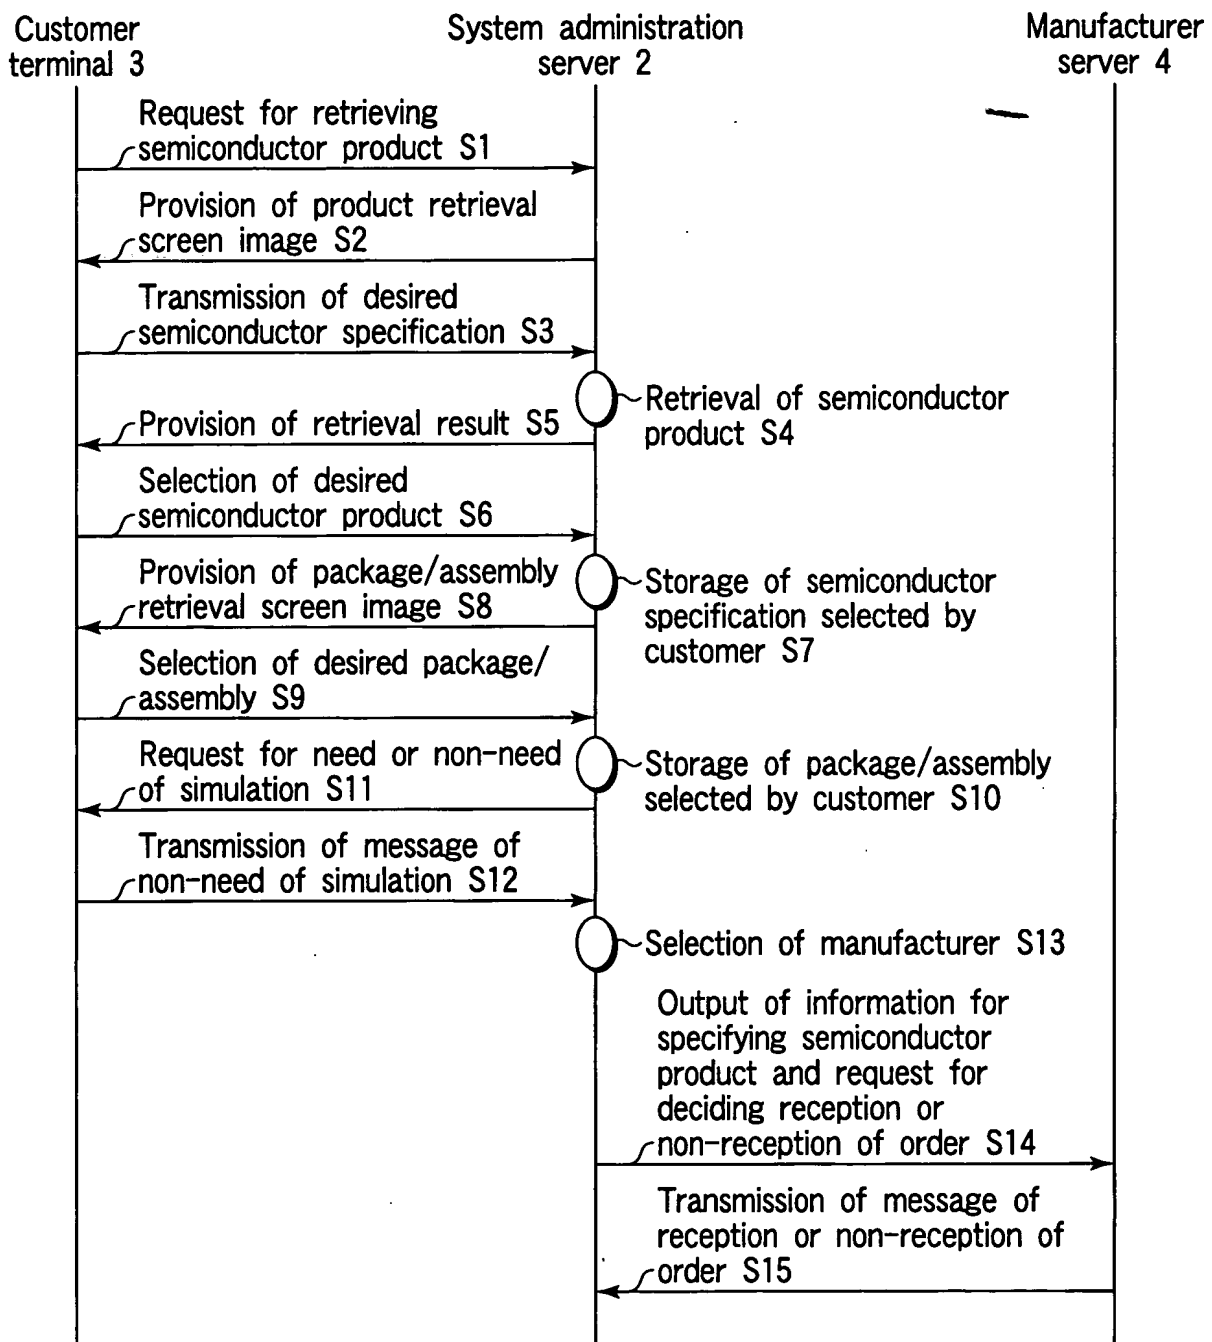 Customer
terminal 3
System administration
server 2
Manufacturer
server 4
Request for retrieving
semiconductor product S1
Provision of product retrieval
screen image S2
Transmission of desired
semiconductor specification S3
Retrieval of semiconductor
product S4
Provision of retrieval result S5
Selection of desired
semiconductor product S6
Storage of semiconductor
specification selected by
customer S7
Provision of package/assembly
retrieval screen image S8
Selection of desired package/
assembly S9
Storage of package/assembly
selected by customer S10
Request for need or non-need
of simulation S11
Transmission of message of
non-need of simulation S12
Selection of manufacturer S13
Output of information for
specifying semiconductor
product and request for
deciding reception or
non-reception of order S14
Transmission of message of
reception or non-reception of
order S15